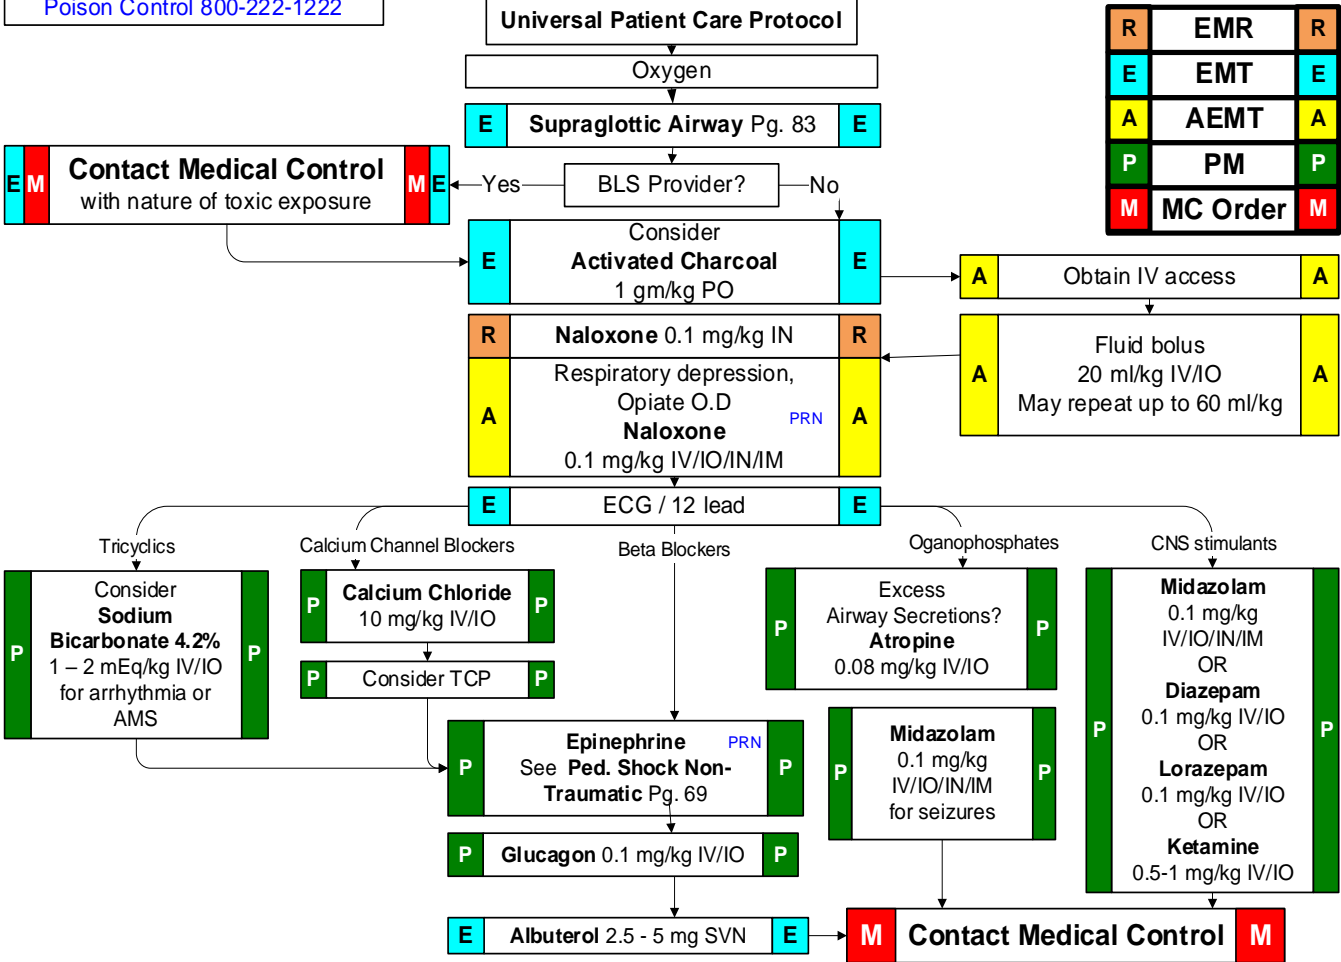 Poison Control 800-222-1222
Universal Patient Care Protocol
Oxygen
E Supraglottic Airway Pg. 83 E
R EMR R
E EMT E
A AEMT A
P PM P
M MC Order M
E M Contact Medical Control M E
with nature of toxic exposure
Yes
BLS Provider?
No
Consider
E Activated Charcoal E
1 gm/kg PO
A Obtain IV access A
R Naloxone 0.1 mg/kg IN R
Respiratory depression,
Opiate O.D
A Naloxone PRN A
0.1 mg/kg IV/IO/IN/IM
Fluid bolus
A 20 ml/kg IV/IO A
May repeat up to 60 ml/kg
E ECG / 12 lead E
Tricyclics
Consider
Sodium
Bicarbonate 4.2%
P 1 – 2 mEq/kg IV/IO P
for arrhythmia or
AMS
Calcium Channel Blockers
P Calcium Chloride P
10 mg/kg IV/IO
P Consider TCP P
Beta Blockers
Epinephrine PRN
P See Ped. Shock Non- P
Traumatic Pg. 69
P Glucagon 0.1 mg/kg IV/IO P
E Albuterol 2.5 - 5 mg SVN E
Oganophosphates
Excess
Airway Secretions?
P Atropine P
0.08 mg/kg IV/IO
Midazolam
P 0.1 mg/kg P
IV/IO/IN/IM
for seizures
CNS stimulants
Midazolam
0.1 mg/kg
IV/IO/IN/IM
OR
Diazepam
P 0.1 mg/kg IV/IO P
OR
Lorazepam
0.1 mg/kg IV/IO
OR
Ketamine
0.5-1 mg/kg IV/IO
M Contact Medical Control M